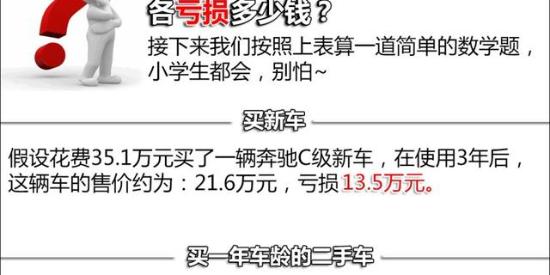 各亏损多少钱？
接下来我们按照上表算一道简单的数学题，
小学生都会，别怕~
买新车
假设花费35.1万元买了一辆奔驰C级新车，在使用3年后，
这辆车的售价约为：21.6万元，亏损13.5万元。
买一年车龄的二手车